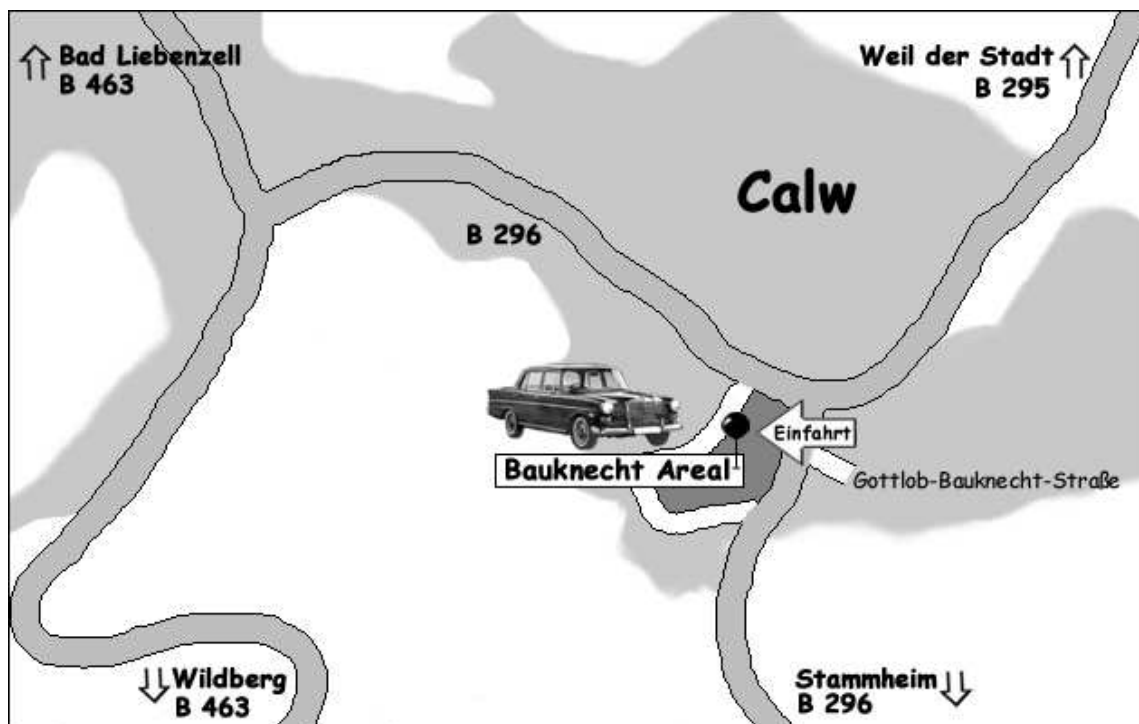 Bad Liebenzell
B 463
Weil der Stadt
B 295
Calw
B 296
Einfahrt
Bauknecht Areal
Gottlob-Bauknecht-Straße
Wildberg
B 463
Stammheim
B 296